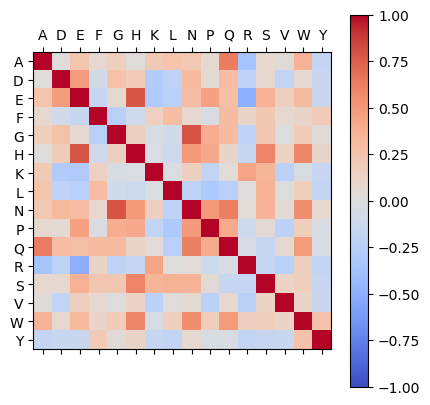 A D E F G H K L N P Q R S V W Y
A
D
E
F
G
H
K
L
N
P
Q
R
S
V
W
Y
1.00
0.75
0.50
0.25
0.00
−0.25
−0.50
−0.75
−1.00